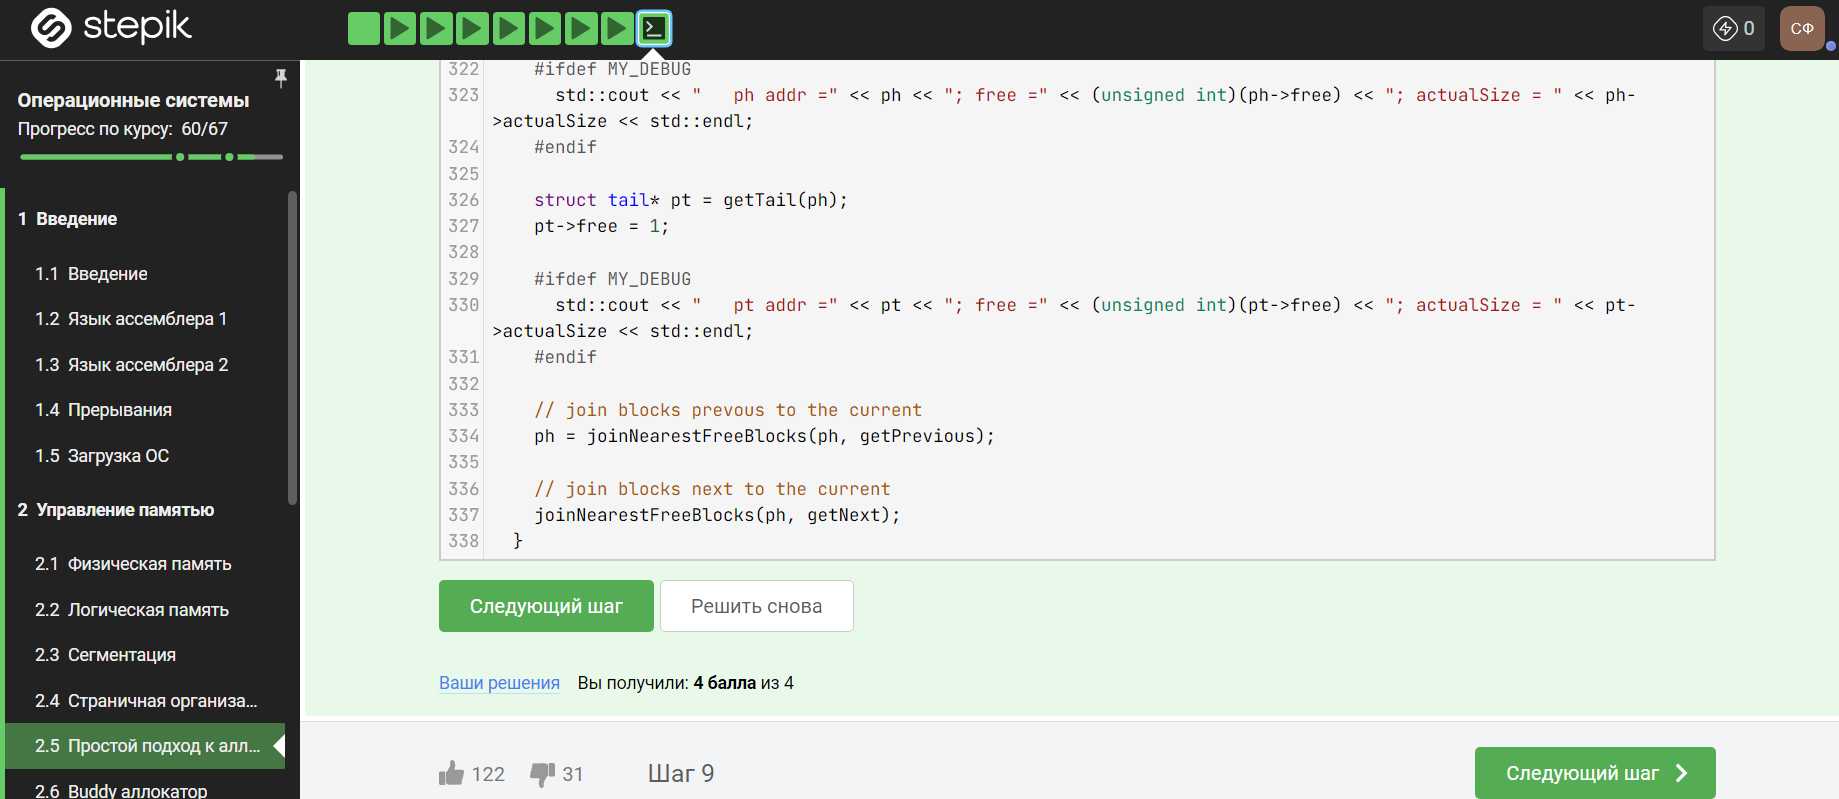 stepik
0
СФ
Операционные системы
Прогресс по курсу: 60/67
1 Введение
1.1 Введение
1.2 Язык ассемблера 1
1.3 Язык ассемблера 2
1.4 Прерывания
1.5 Загрузка ОС
2 Управление памятью
2.1 Физическая память
2.2 Логическая память
2.3 Сегментация
2.4 Страничная организа...
2.5 Простой подход к алл...
2.6 Buddy аллокатор
322 #ifdef MY_DEBUG
323 std::cout << "   ph addr =" << ph << "; free =" << (unsigned int)(ph->free) << "; actualSize = " << ph-
>actualSize << std::endl;
324 #endif
325
326 struct tail* pt = getTail(ph);
327 pt->free = 1;
328
329 #ifdef MY_DEBUG
330 std::cout << "   pt addr =" << pt << "; free =" << (unsigned int)(pt->free) << "; actualSize = " << pt-
>actualSize << std::endl;
331 #endif
332
333 // join blocks prevous to the current
334 ph = joinNearestFreeBlocks(ph, getPrevious);
335
336 // join blocks next to the current
337 joinNearestFreeBlocks(ph, getNext);
338 }
Следующий шаг
Решить снова
Ваши решения Вы получили: 4 балла из 4
122 31 Шаг 9
Следующий шаг